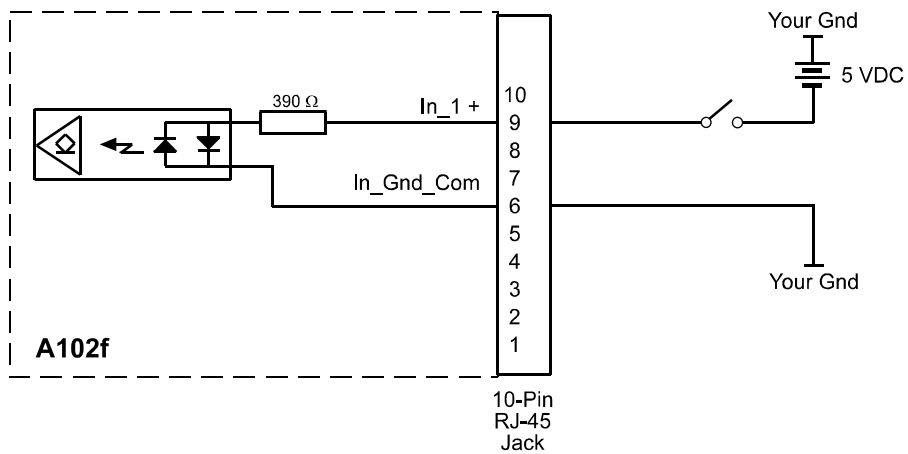 Your Gnd
5 VDC
390 Ω
In_1 +
10
9
8
7
In_Gnd_Com
6
5
4
3
2
1
Your Gnd
A102f
10-Pin
RJ-45
Jack